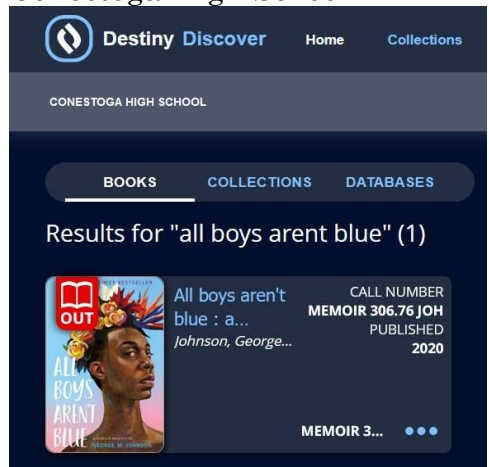 Destiny Discover Home Collections
CONESTOGA HIGH SCHOOL
BOOKS COLLECTIONS DATABASES
Results for "all boys arent blue" (1)
OUT
BESTSELLER
ALL
BOYS
AREN'T
BLUE
GEORGE M. JOHNSON
All boys aren't
blue : a...
Johnson, George...
CALL NUMBER
MEMOIR 306.76 JOH
PUBLISHED
2020
MEMOIR 3...